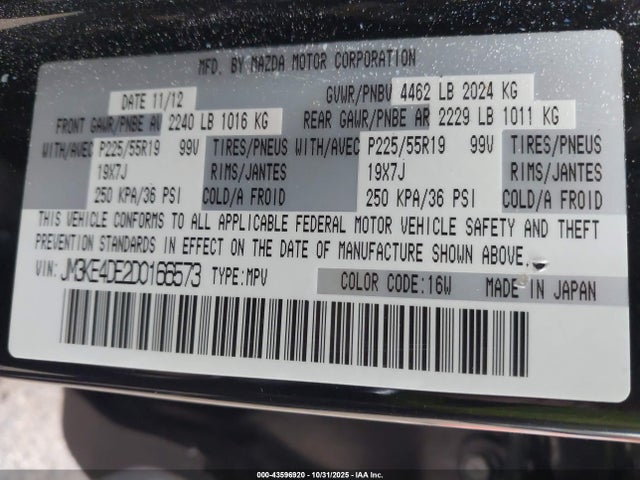 MFD. BY MAZDA MOTOR CORPORATION
DATE 11/12 GVWR/PNBV 4462 LB 2024 KG
FRONT GAWR/PNBE AV 2240 LB 1016 KG REAR GAWR/PNBE AR 2229 LB 1011 KG
WITH/AVEC P225/55R19 99V TIRES/PNEUS WITH/AVEC P225/55R19 99V TIRES/PNEUS
19X7J RIMS/JANTES 19X7J RIMS/JANTES
250 KPA/36 PSI COLD/A FROID 250 KPA/36 PSI COLD/A FROID
THIS VEHICLE CONFORMS TO ALL APPLICABLE FEDERAL MOTOR VEHICLE SAFETY AND THEFT
PREVENTION STANDARDS IN EFFECT ON THE DATE OF MANUFACTURE SHOWN ABOVE.
VIN: JM3KE4DE2D0166573 TYPE:MPV COLOR CODE:16W MADE IN JAPAN
000-43596920 - 10/31/2025 - IAA Inc.